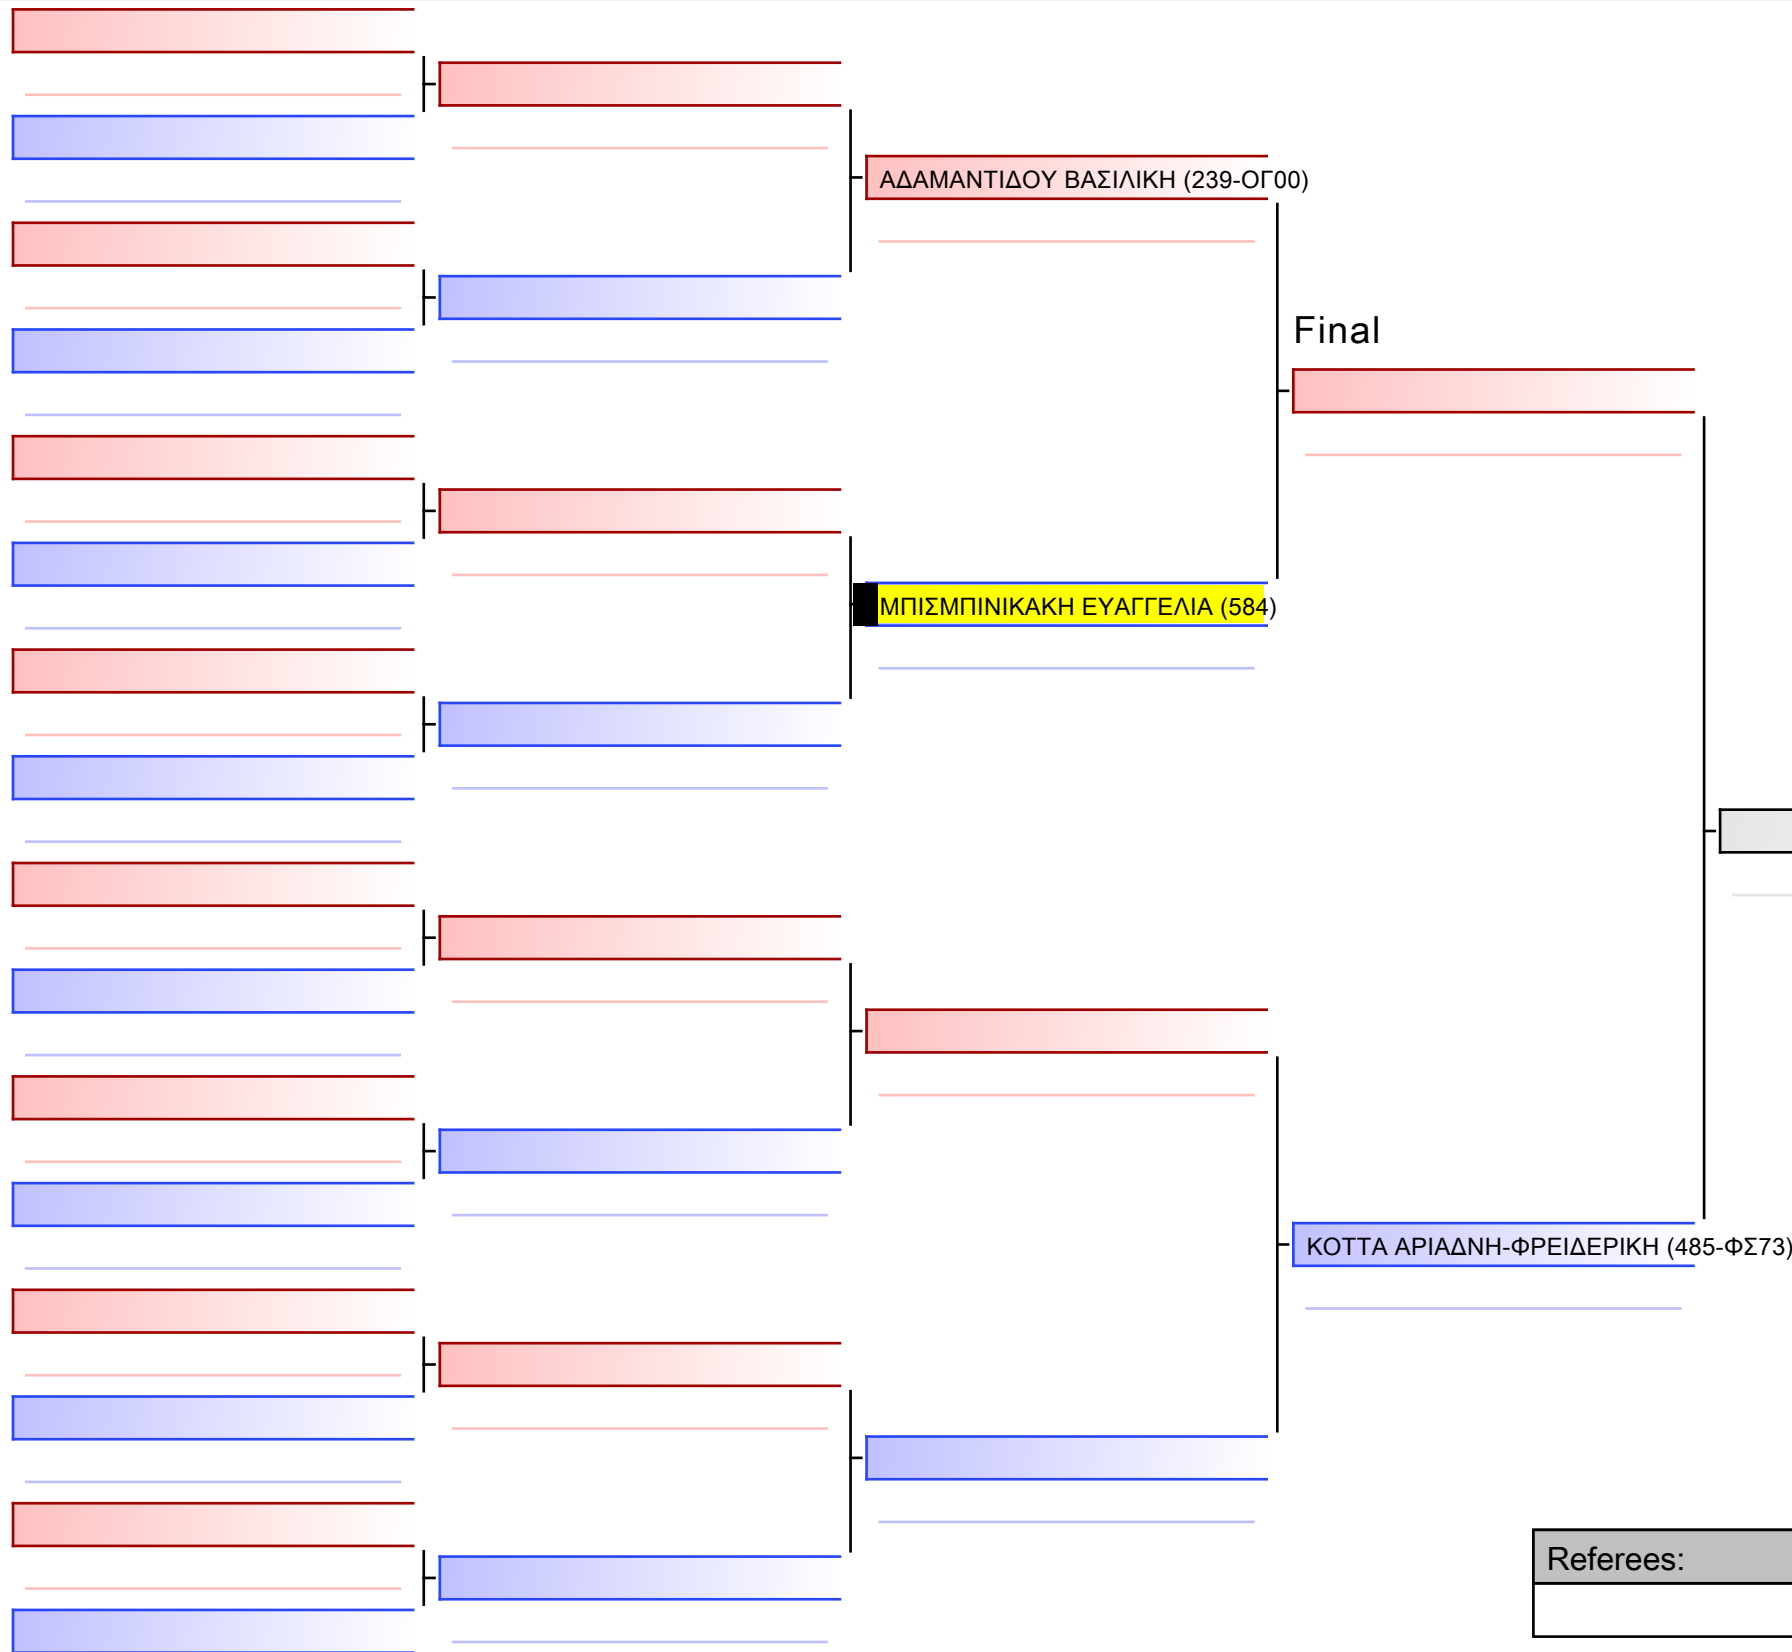 ΑΔΑΜΑΝΤΙΔΟΥ ΒΑΣΙΛΙΚΗ (239-ΟΓ00)
Final
ΜΠΙΣΜΠΙΝΙΚΑΚΗ ΕΥΑΓΓΕΛΙΑ (584)
ΚΟΤΤΑ ΑΡΙΑΔΝΗ-ΦΡΕΙΔΕΡΙΚΗ (485-ΦΣ73)
Referees: